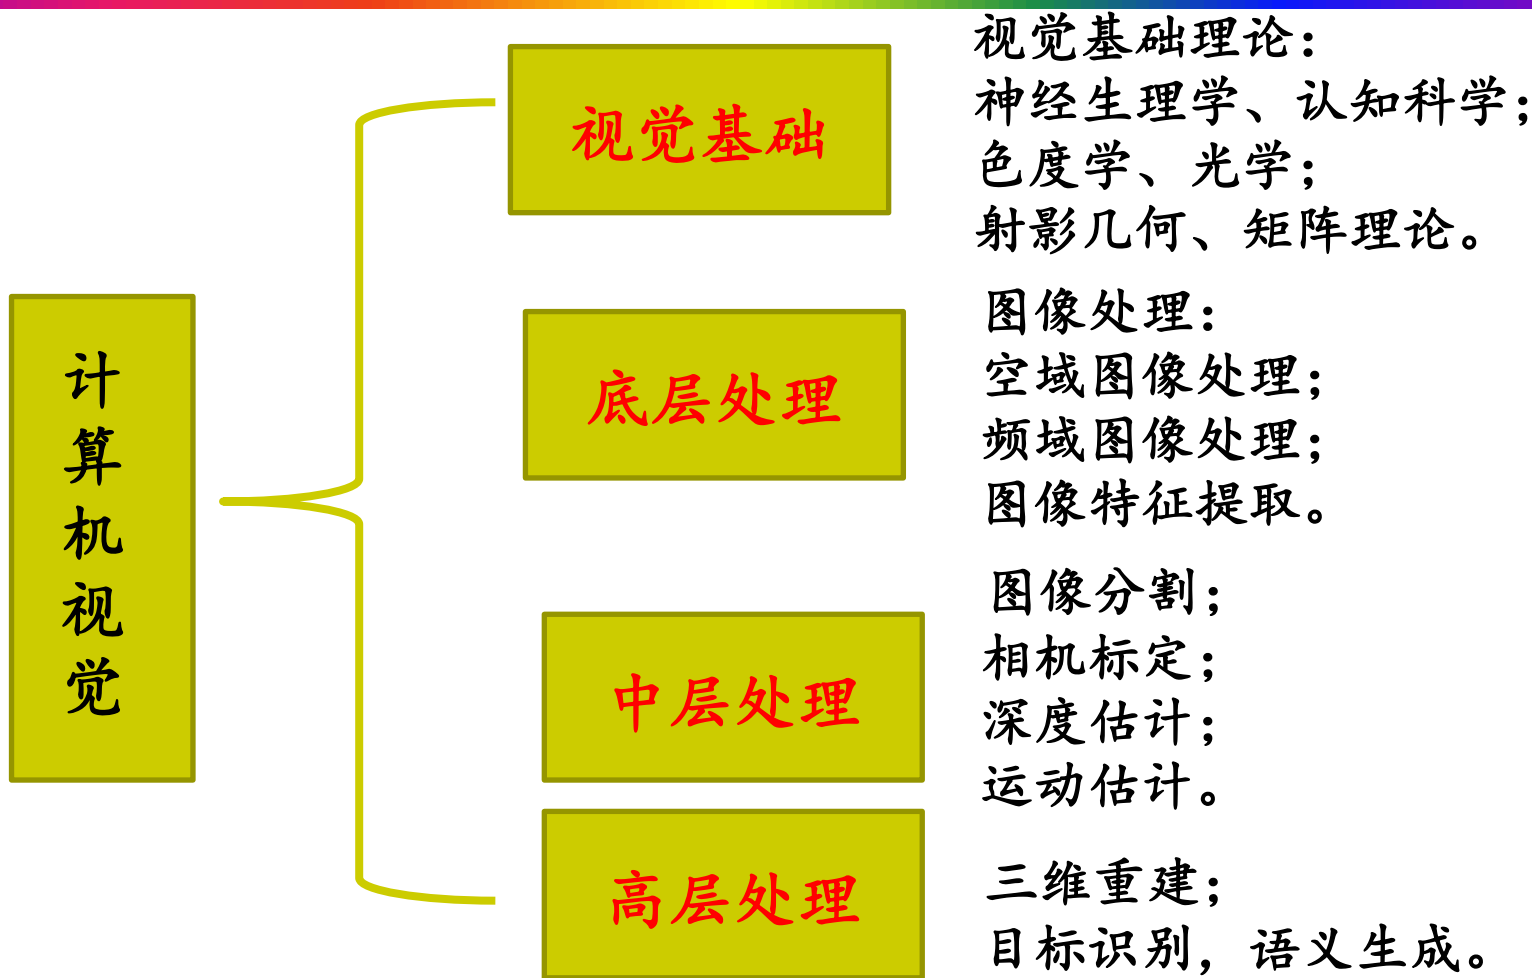 计算机视觉
视觉基础
视觉基础理论：
神经生理学、认知科学；
色度学、光学；
射影几何、矩阵理论。
底层处理
图像处理：
空域图像处理；
频域图像处理；
图像特征提取。
中层处理
图像分割；
相机标定；
深度估计；
运动估计。
高层处理
三维重建；
目标识别，语义生成。